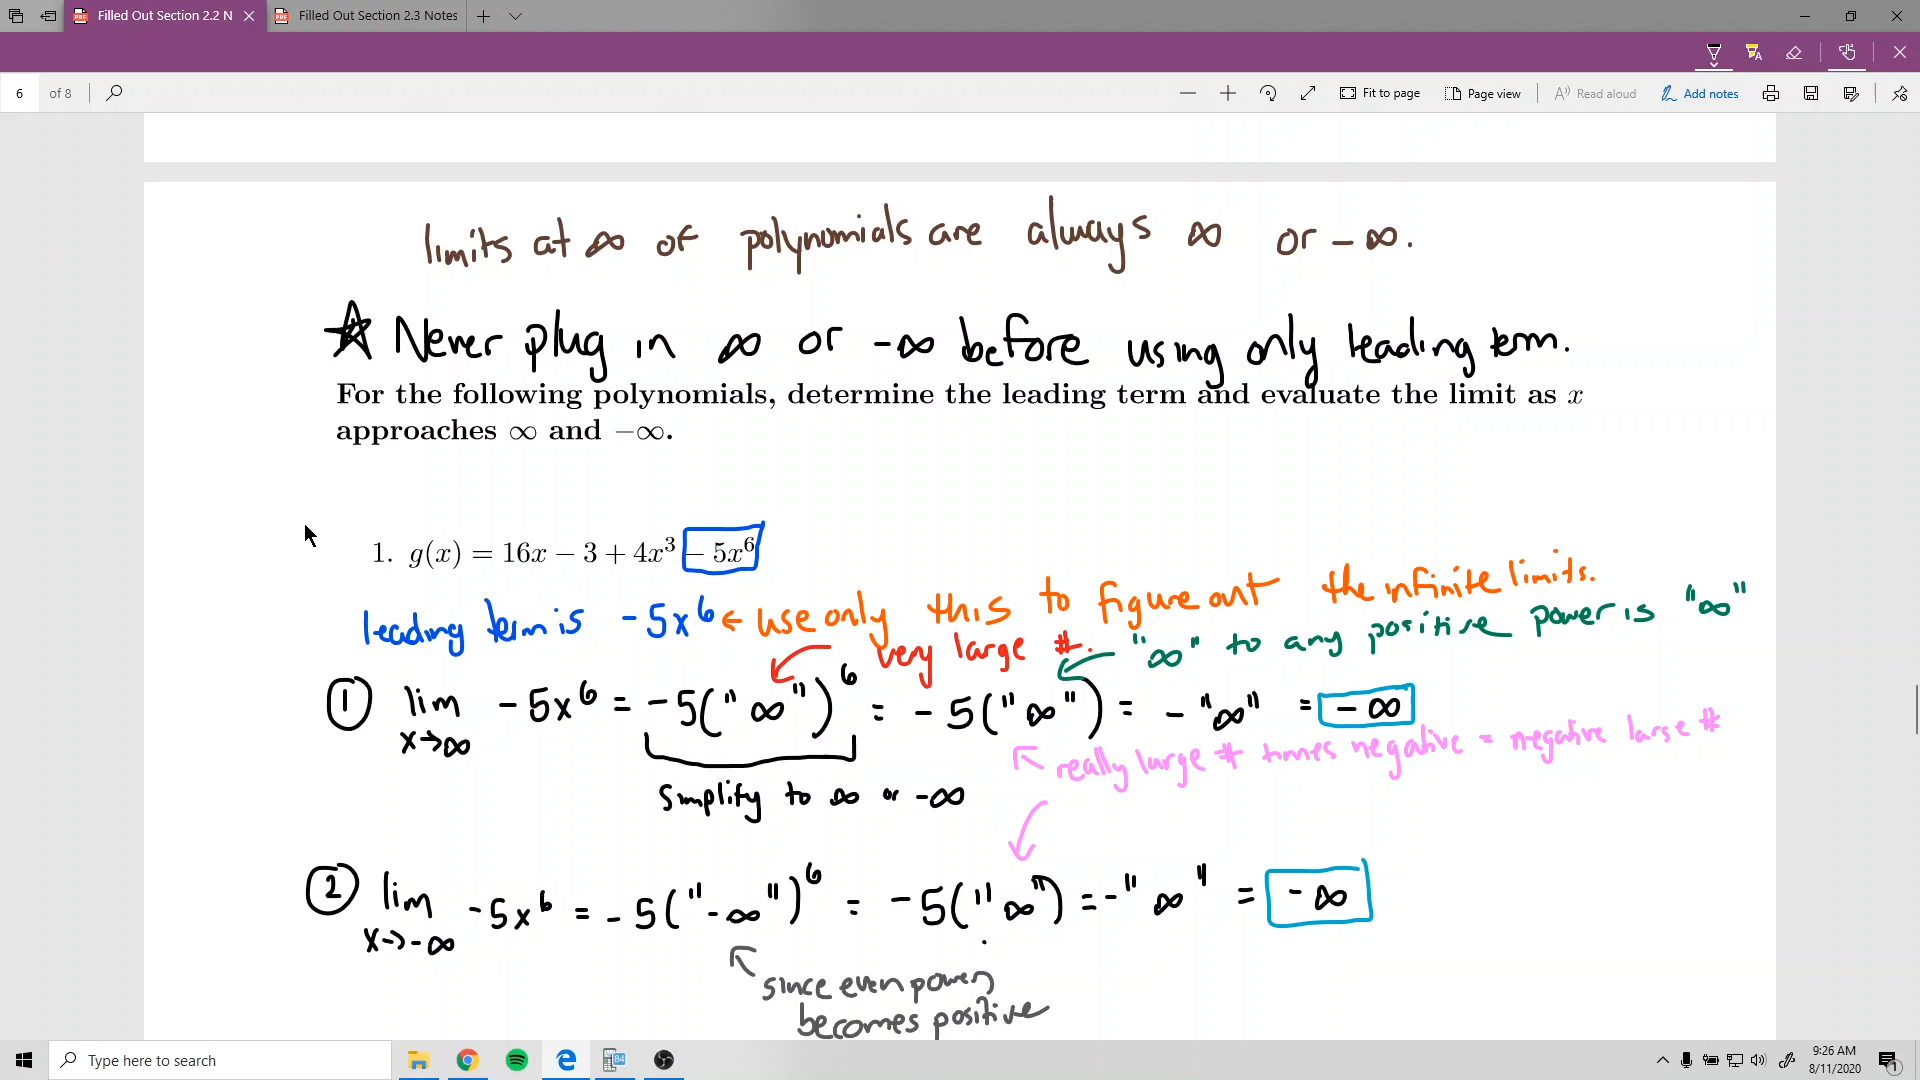 Filled Out Section 2.2 N
Filled Out Section 2.3 Notes
6 of 8
Fit to page
Page view
Read aloud
Add notes
limits at ∞ of polynomials are always ∞ or -∞.
☆ Never plug in ∞ or -∞ before using only leading term.
For the following polynomials, determine the leading term and evaluate the limit as x
approaches ∞ and −∞.
1. g(x) = 16x − 3 + 4x³ − 5x⁶
leading term is -5x⁶ ← use only this to figure out the infinite limits.
very large #.
"∞" to any positive power is "∞"
① lim x→∞ -5x⁶ = -5("∞")⁶ = -5("∞") = -"∞" = -∞
really large # times negative = negative large #
simplify to ∞ or -∞
② lim x→-∞ -5x⁶ = -5("-∞")⁶ = -5("∞") = -"∞" = -∞
since even power
becomes positive
Type here to search
84
9:26 AM
8/11/2020
1